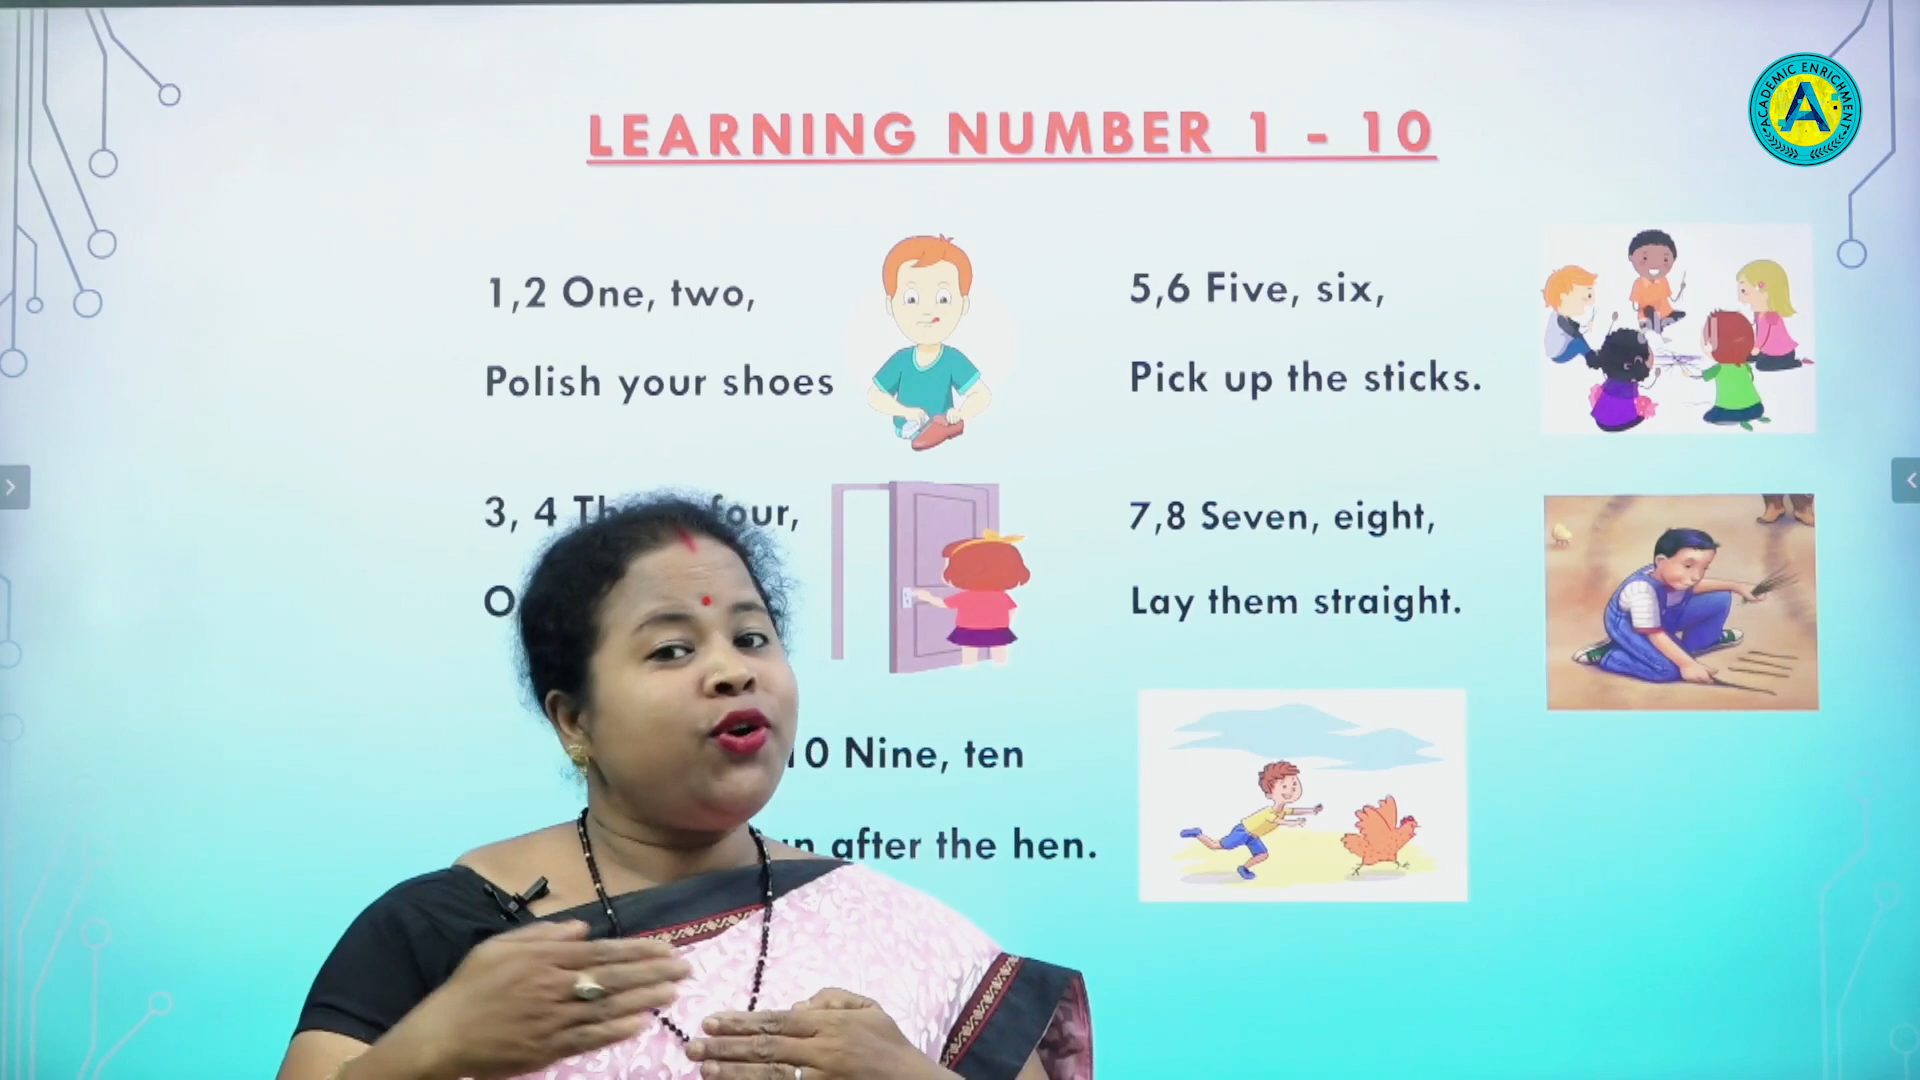 LEARNING NUMBER 1 - 10
1,2 One, two,
Polish your shoes
3, 4 four,
5,6 Five, six,
Pick up the sticks.
7,8 Seven, eight,
Lay them straight.
10 Nine, ten
after the hen.
ACADEMIC ENRICHMENT
A